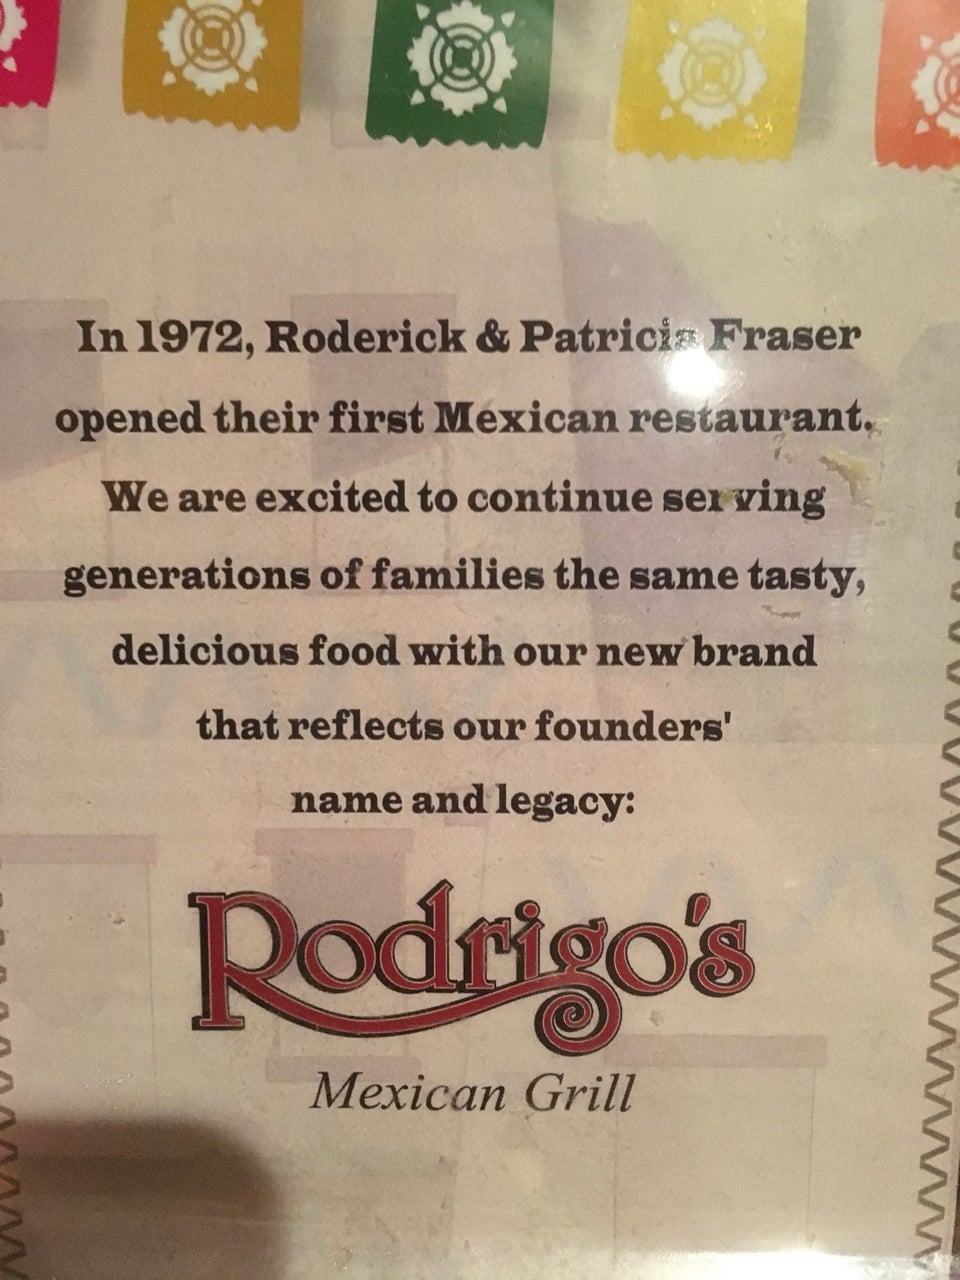 In 1972, Roderick & Patricia Fraser
opened their first Mexican restaurant.
We are excited to continue serving
generations of families the same tasty,
delicious food with our new brand
that reflects our founders'
name and legacy:
Rodrigo's
Mexican Grill